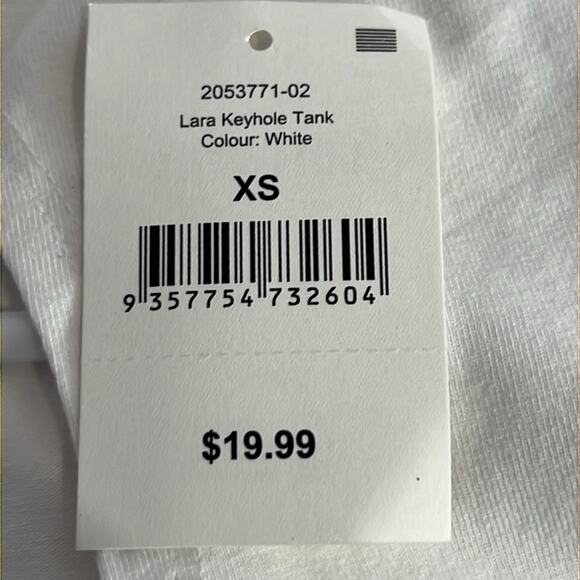 2053771-02
Lara Keyhole Tank
Colour: White
XS
9 357754 732604
$19.99